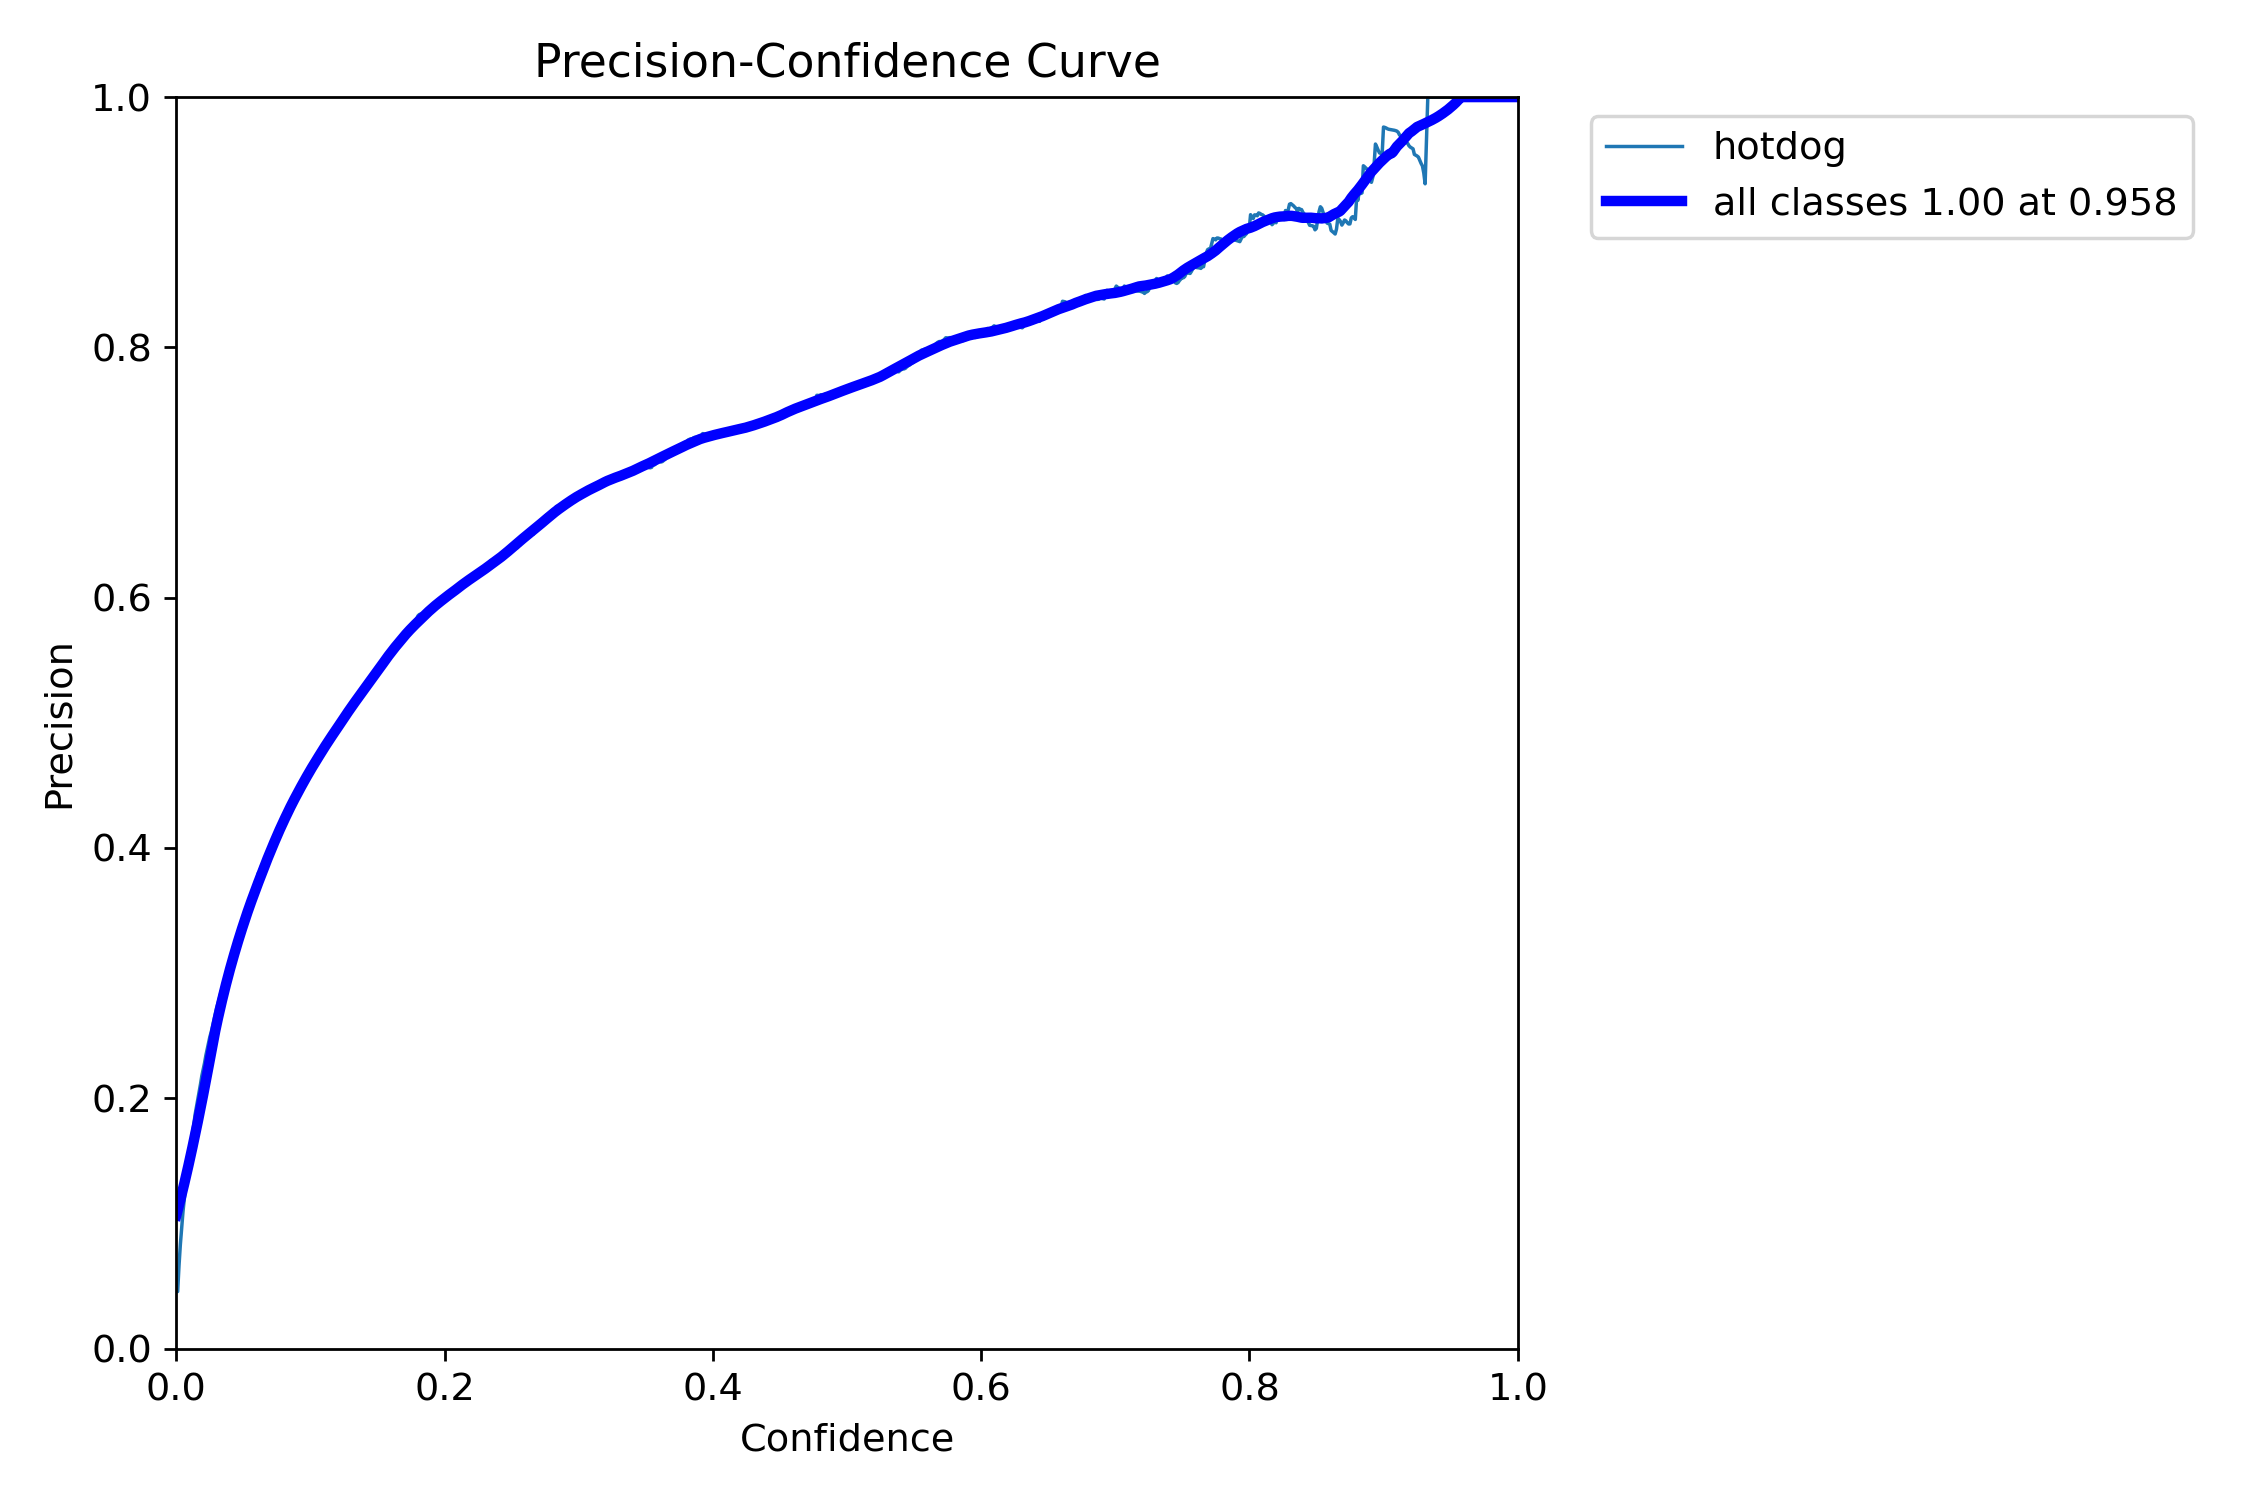 Precision-Confidence Curve
1.0
0.8
0.6
0.4
0.2
0.0
Precision
0.0 0.2 0.4 0.6 0.8 1.0
Confidence
hotdog
all classes 1.00 at 0.958